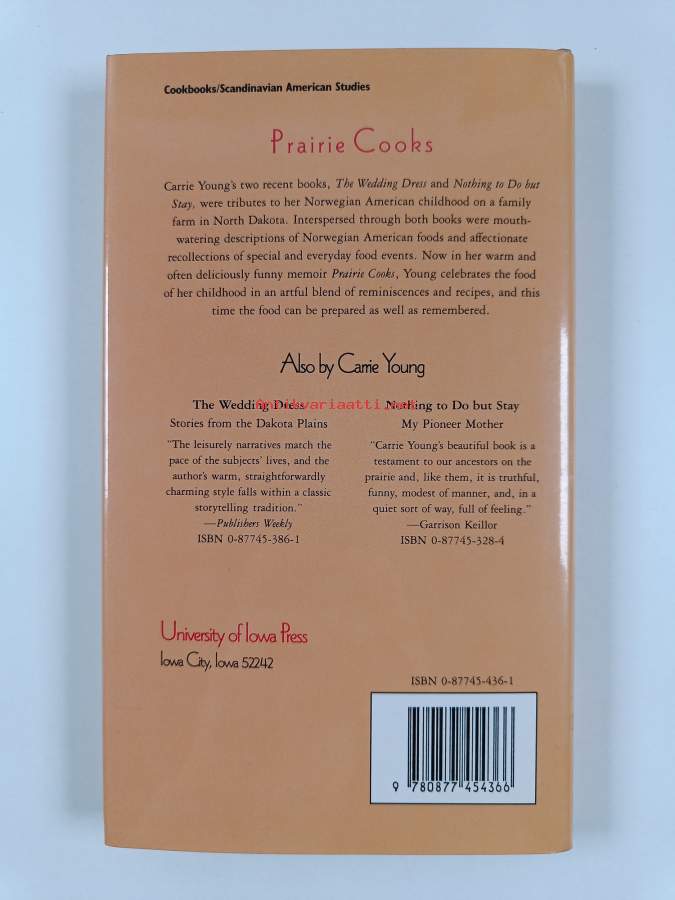 Cookbooks/Scandinavian American Studies
Prairie Cooks
Carrie Young's two recent books, The Wedding Dress and Nothing to Do but
Stay, were tributes to her Norwegian American childhood on a family
farm in North Dakota. Interspersed through both books were mouth-
watering descriptions of Norwegian American foods and affectionate
recollections of special and everyday food events. Now in her warm and
often deliciously funny memoir Prairie Cooks, Young celebrates the food
of her childhood in an artful blend of reminiscences and recipes, and this
time the food can be prepared as well as remembered.
Also by Carrie Young
The Wedding Dress
Stories from the Dakota Plains
"The leisurely narratives match the
pace of the subjects' lives, and the
author's warm, straightforwardly
charming style falls within a classic
storytelling tradition."
—Publishers Weekly
ISBN 0-87745-386-1
Antikvariaatti.net
Nothing to Do but Stay
My Pioneer Mother
"Carrie Young's beautiful book is a
testament to our ancestors on the
prairie and, like them, it is truthful,
funny, modest of manner, and, in a
quiet sort of way, full of feeling."
—Garrison Keillor
ISBN 0-87745-328-4
University of Iowa Press
Iowa City, Iowa 52242
ISBN 0-87745-436-1
9 780877 454366